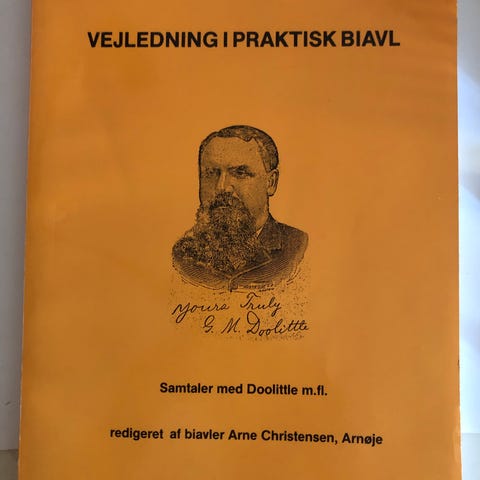 VEJLEDNING I PRAKTISK BIAVL
Yours Truly
G. M. Doolittle
Samtaler med Doolittle m.fl.
redigeret af biavler Arne Christensen, Arnøje